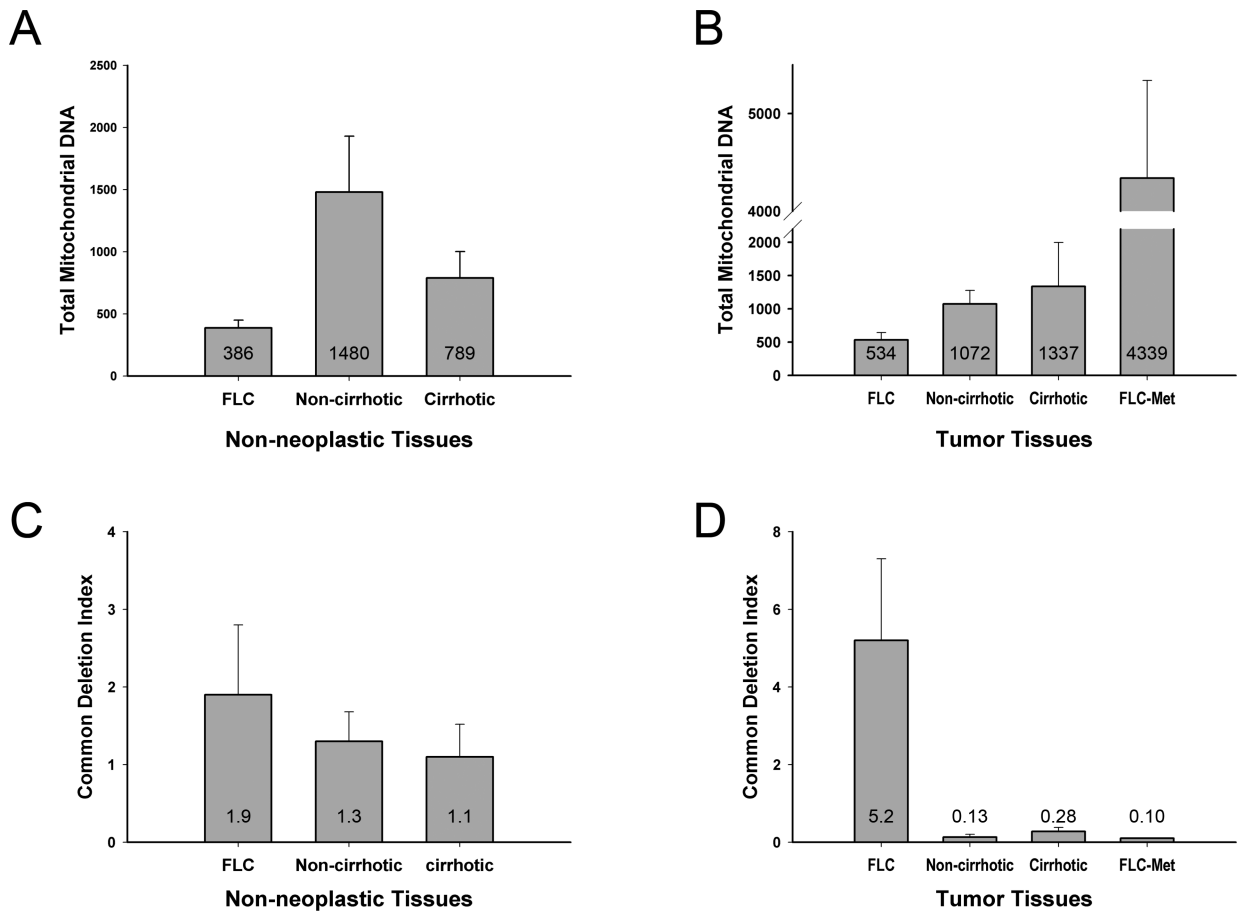 A
Total Mitochondrial DNA
2500
2000
1500
1000
500
0
386
1480
789
FLC
Non-cirrhotic
Cirrhotic
Non-neoplastic Tissues
B
Total Mitochondrial DNA
5000
4000
2000
1500
1000
500
0
534
1072
1337
4339
FLC
Non-cirrhotic
Cirrhotic
FLC-Met
Tumor Tissues
C
Common Deletion Index
4
3
2
1
0
1.9
1.3
1.1
FLC
Non-cirrhotic
cirrhotic
Non-neoplastic Tissues
D
Common Deletion Index
8
6
4
2
0
5.2
0.13
0.28
0.10
FLC
Non-cirrhotic
Cirrhotic
FLC-Met
Tumor Tissues